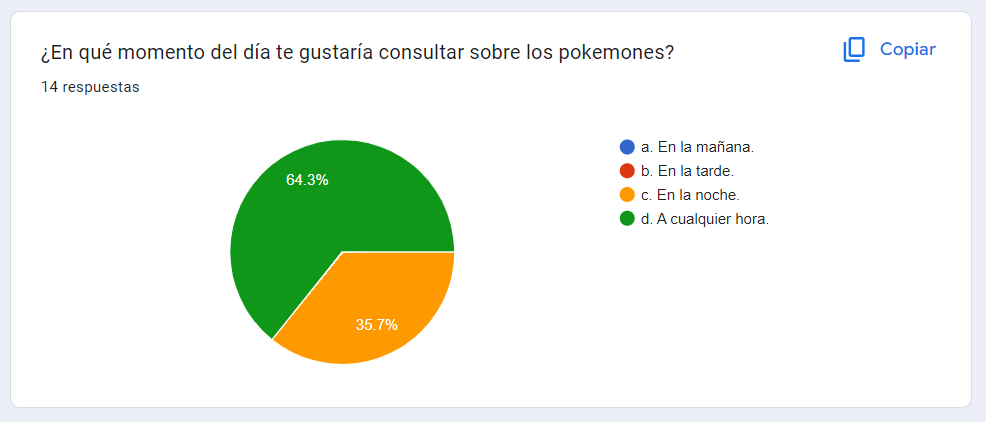 ¿En qué momento del día te gustaría consultar sobre los pokemones?
Copiar
14 respuestas
64.3%
35.7%
a. En la mañana.
b. En la tarde.
c. En la noche.
d. A cualquier hora.